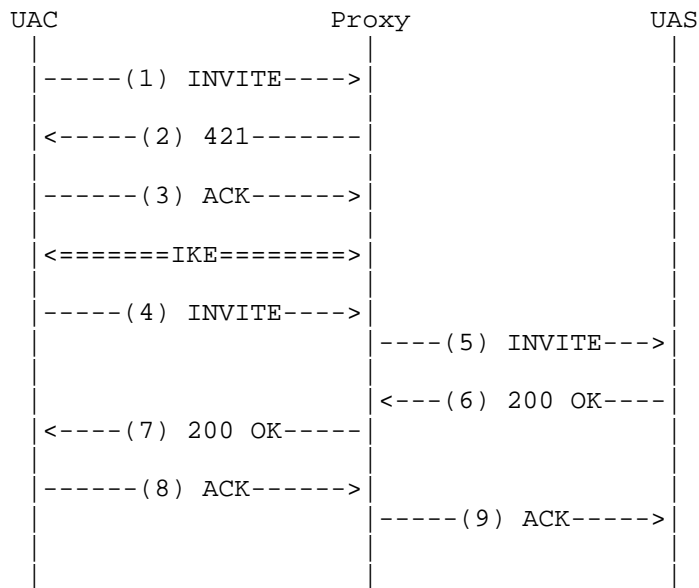 UAC Proxy UAS
-----(1) INVITE---->
<-----(2) 421-------
------(3) ACK------>
<=======IKE========>
-----(4) INVITE---->
----(5) INVITE--->
<---(6) 200 OK----
<----(7) 200 OK-----
------(8) ACK------>
-----(9) ACK----->